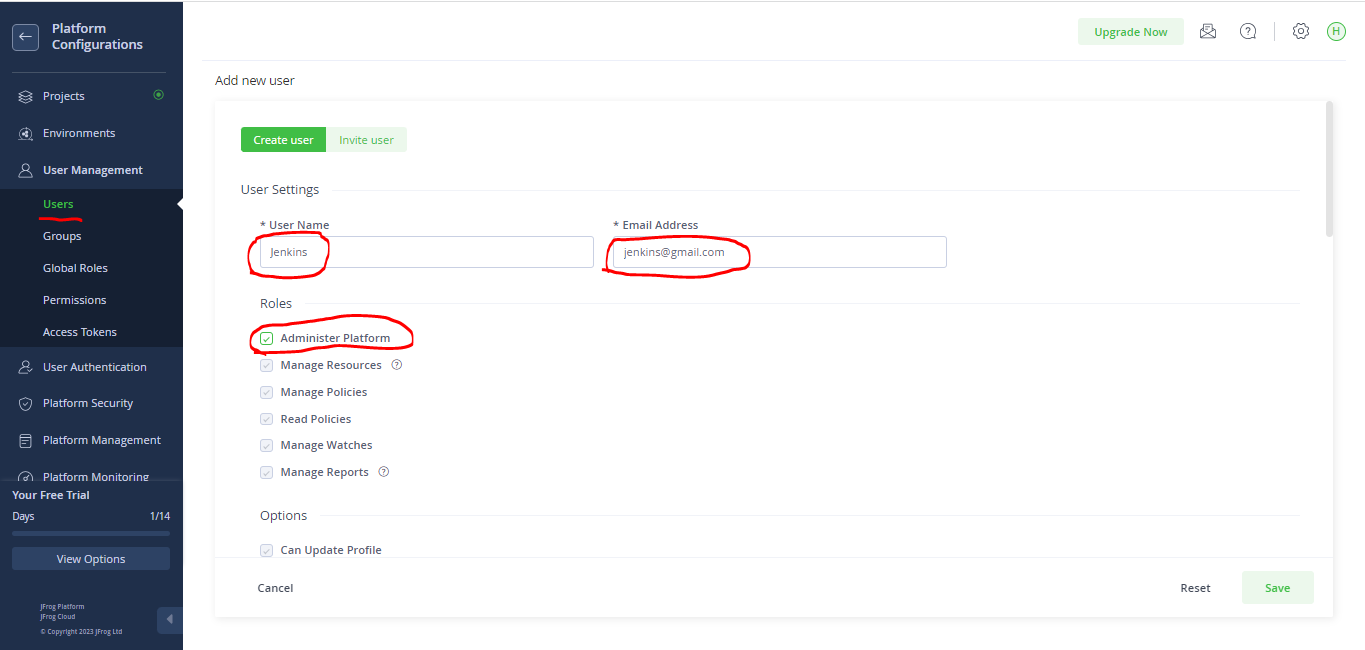 Platform
Configurations
Projects
Environments
User Management
Users
Groups
Global Roles
Permissions
Access Tokens
User Authentication
Platform Security
Platform Management
Platform Monitoring
Your Free Trial
Days 1/14
View Options
JFrog Platform
JFrog Cloud
© Copyright 2023 JFrog Ltd
Upgrade Now ? H
Add new user
Create user Invite user
User Settings
* User Name * Email Address
Jenkins jenkins@gmail.com
Roles
Administer Platform
Manage Resources ?
Manage Policies
Read Policies
Manage Watches
Manage Reports ?
Options
Can Update Profile
Cancel Reset Save